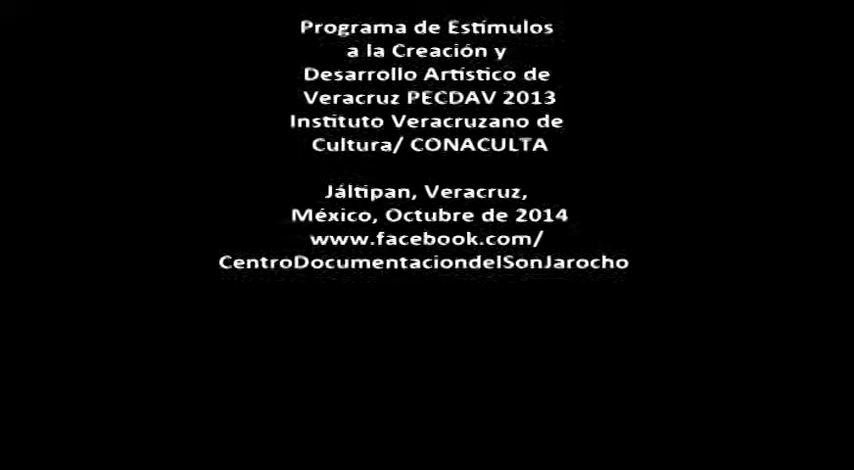 Programa de Estímulos
a la Creación y
Desarrollo Artístico de
Veracruz PECDAV 2013
Instituto Veracruzano de
Cultura/ CONACULTA
Jáltipan, Veracruz,
México, Octubre de 2014
www.facebook.com/
CentroDocumentaciondelSonJarocho